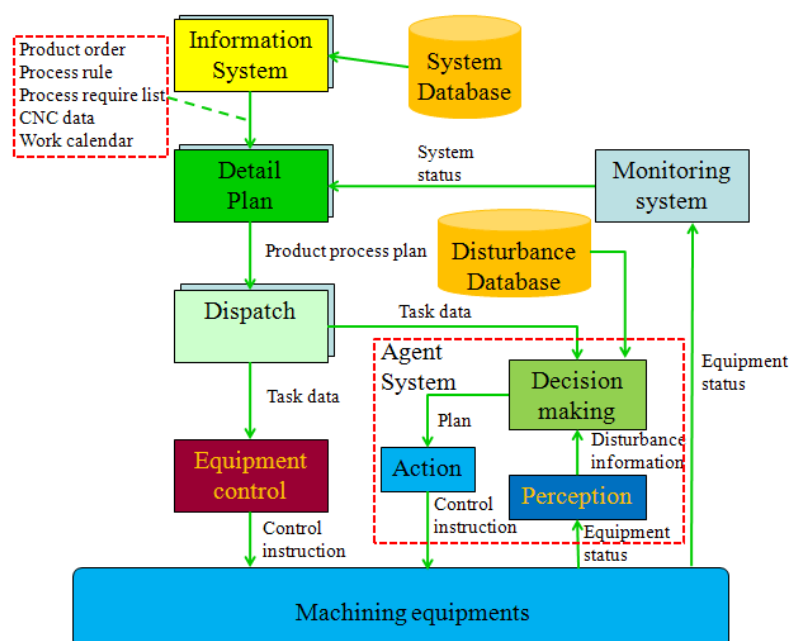 Product order
Process rule
Process require list
CNC data
Work calendar
Information
System
System
Database
Detail
Plan
System
status
Monitoring
system
Product process plan
Disturbance
Database
Dispatch
Task data
Agent
System
Decision
making
Equipment
status
Task data
Plan
Disturbance
information
Equipment
control
Action
Perception
Control
instruction
Control
instruction
Equipment
status
Machining equipments